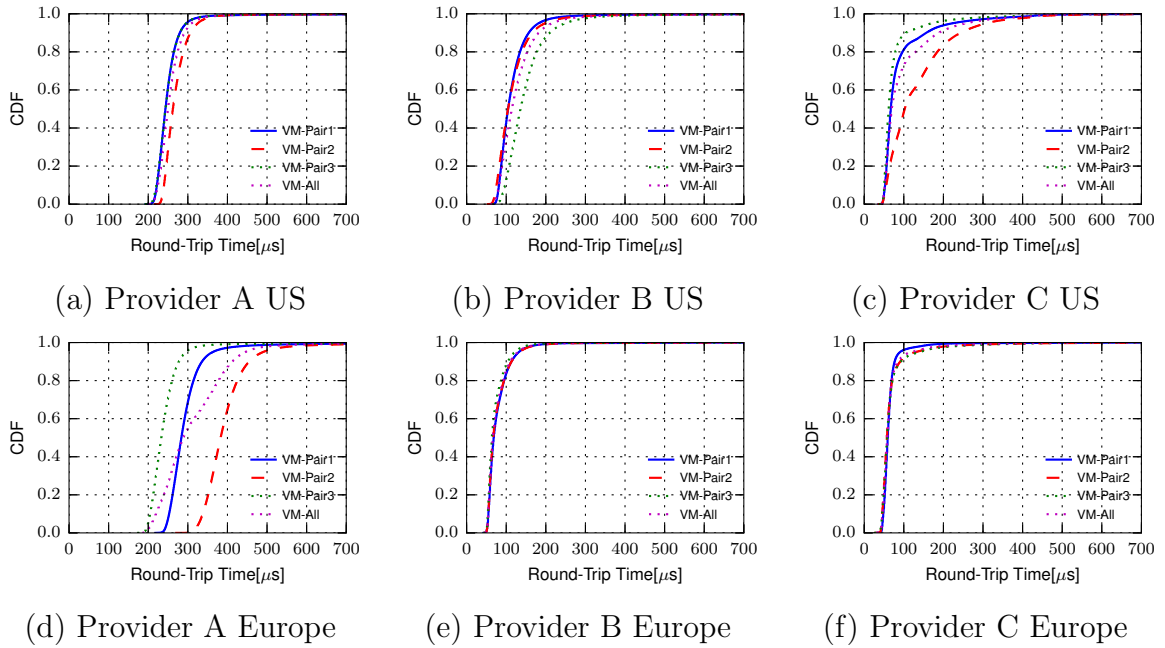 1.0
0.8
0.6
0.4
0.2
0.0
CDF
VM-Pair1
VM-Pair2
VM-Pair3
VM-All
0 100 200 300 400 500 600 700
Round-Trip Time[μs]
(a) Provider A US
1.0
0.8
0.6
0.4
0.2
0.0
CDF
VM-Pair1
VM-Pair2
VM-Pair3
VM-All
0 100 200 300 400 500 600 700
Round-Trip Time[μs]
(b) Provider B US
1.0
0.8
0.6
0.4
0.2
0.0
CDF
VM-Pair1
VM-Pair2
VM-Pair3
VM-All
0 100 200 300 400 500 600 700
Round-Trip Time[μs]
(c) Provider C US
1.0
0.8
0.6
0.4
0.2
0.0
CDF
VM-Pair1
VM-Pair2
VM-Pair3
VM-All
0 100 200 300 400 500 600 700
Round-Trip Time[μs]
(d) Provider A Europe
1.0
0.8
0.6
0.4
0.2
0.0
CDF
VM-Pair1
VM-Pair2
VM-Pair3
VM-All
0 100 200 300 400 500 600 700
Round-Trip Time[μs]
(e) Provider B Europe
1.0
0.8
0.6
0.4
0.2
0.0
CDF
VM-Pair1
VM-Pair2
VM-Pair3
VM-All
0 100 200 300 400 500 600 700
Round-Trip Time[μs]
(f) Provider C Europe